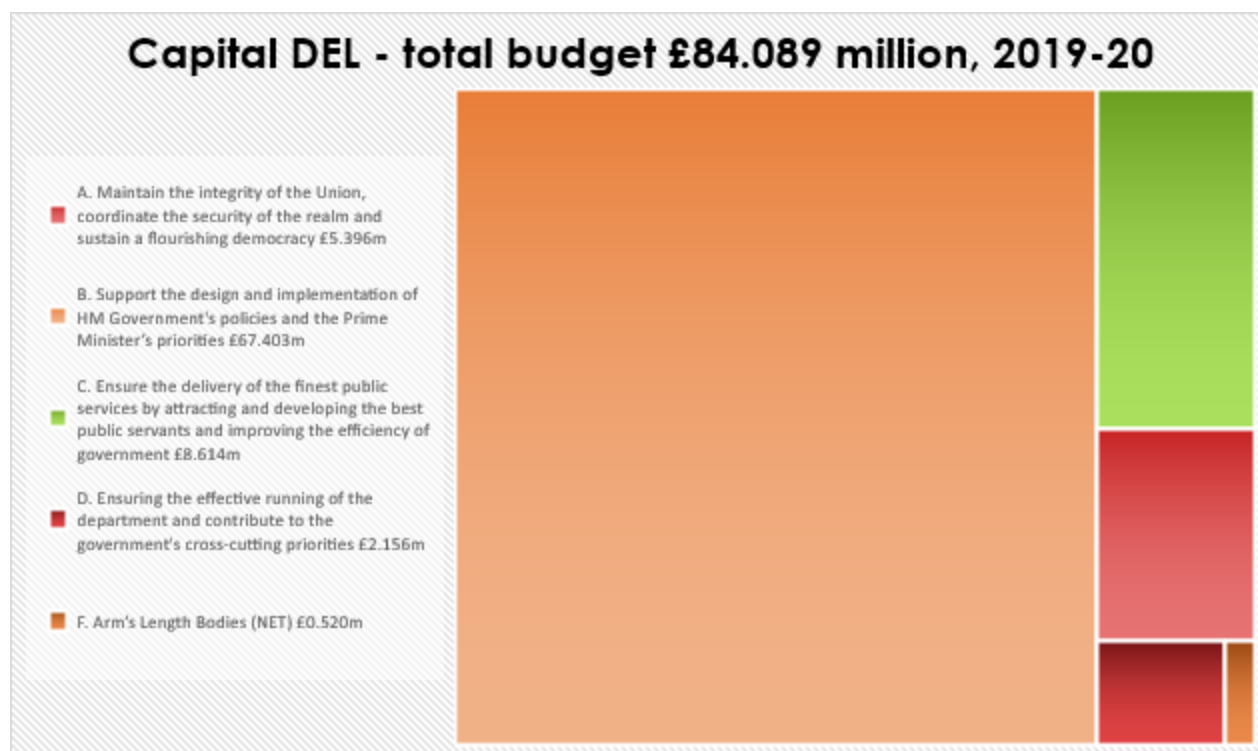 Capital DEL - total budget £84.089 million, 2019-20
A. Maintain the integrity of the Union,
coordinate the security of the realm and
sustain a flourishing democracy £5.396m
B. Support the design and implementation of
HM Government's policies and the Prime
Minister's priorities £67.403m
C. Ensure the delivery of the finest public
services by attracting and developing the best
public servants and improving the efficiency of
government £8.614m
D. Ensuring the effective running of the
department and contribute to the
government's cross-cutting priorities £2.156m
F. Arm's Length Bodies (NET) £0.520m